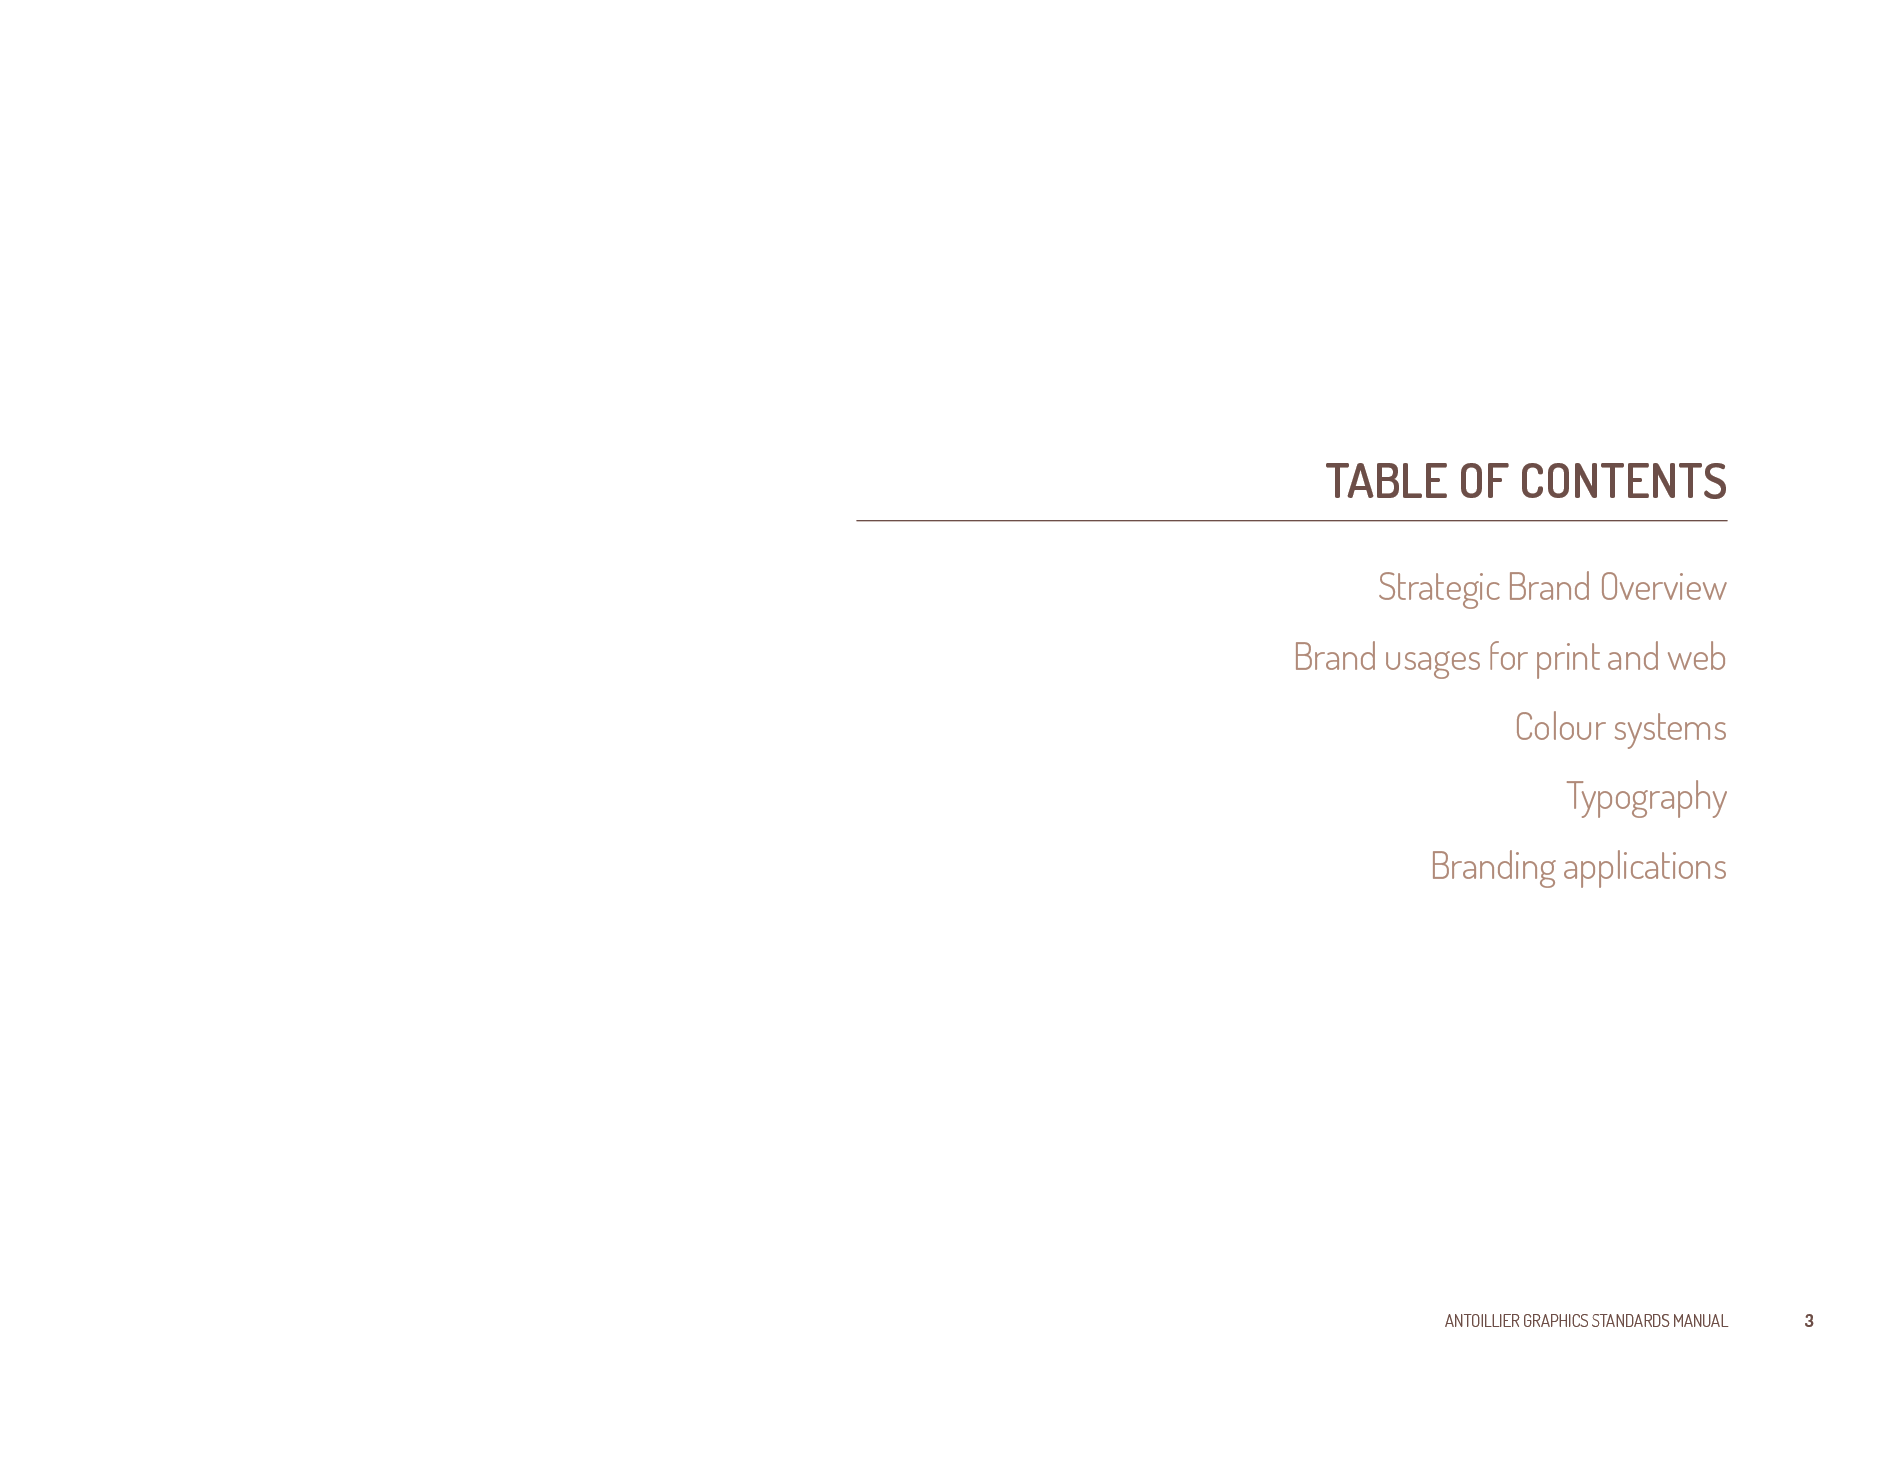 TABLE OF CONTENTS
Strategic Brand Overview
Brand usages for print and web
Colour systems
Typography
Branding applications
ANTOILLIER GRAPHICS STANDARDS MANUAL 3